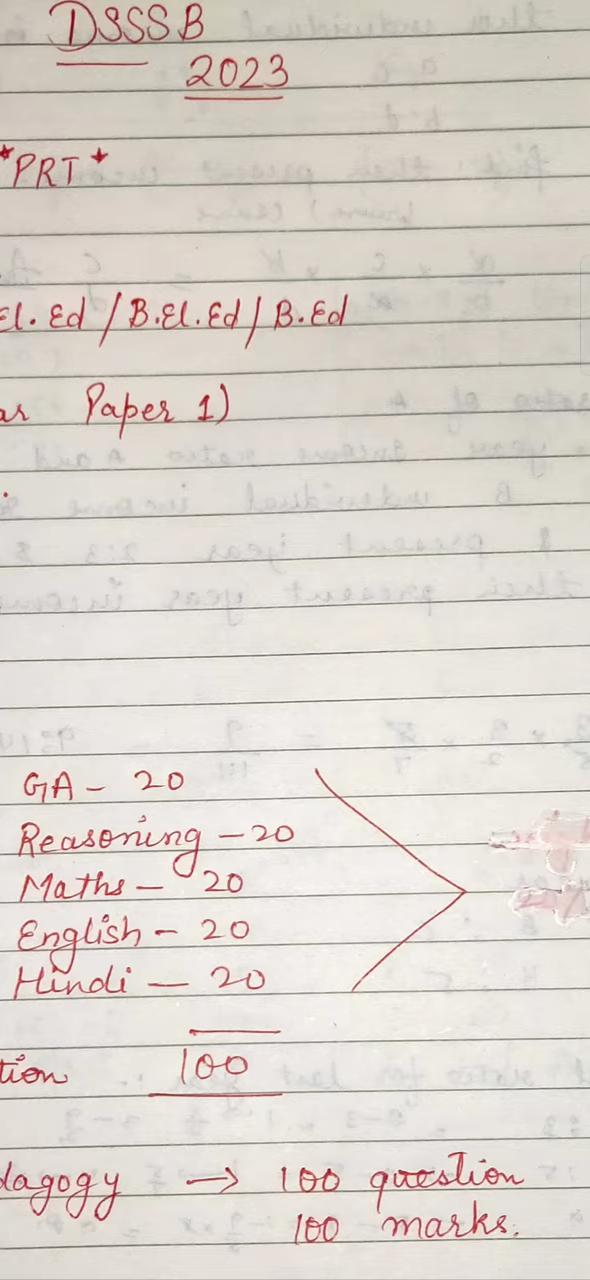 DSSSB
2023
*PRT*
El.Ed / B.El.Ed / B.Ed
Paper 1)
GA - 20
Reasoning - 20
Maths - 20
English - 20
Hindi - 20
tion 100
dagogy → 100 question
100 marks.